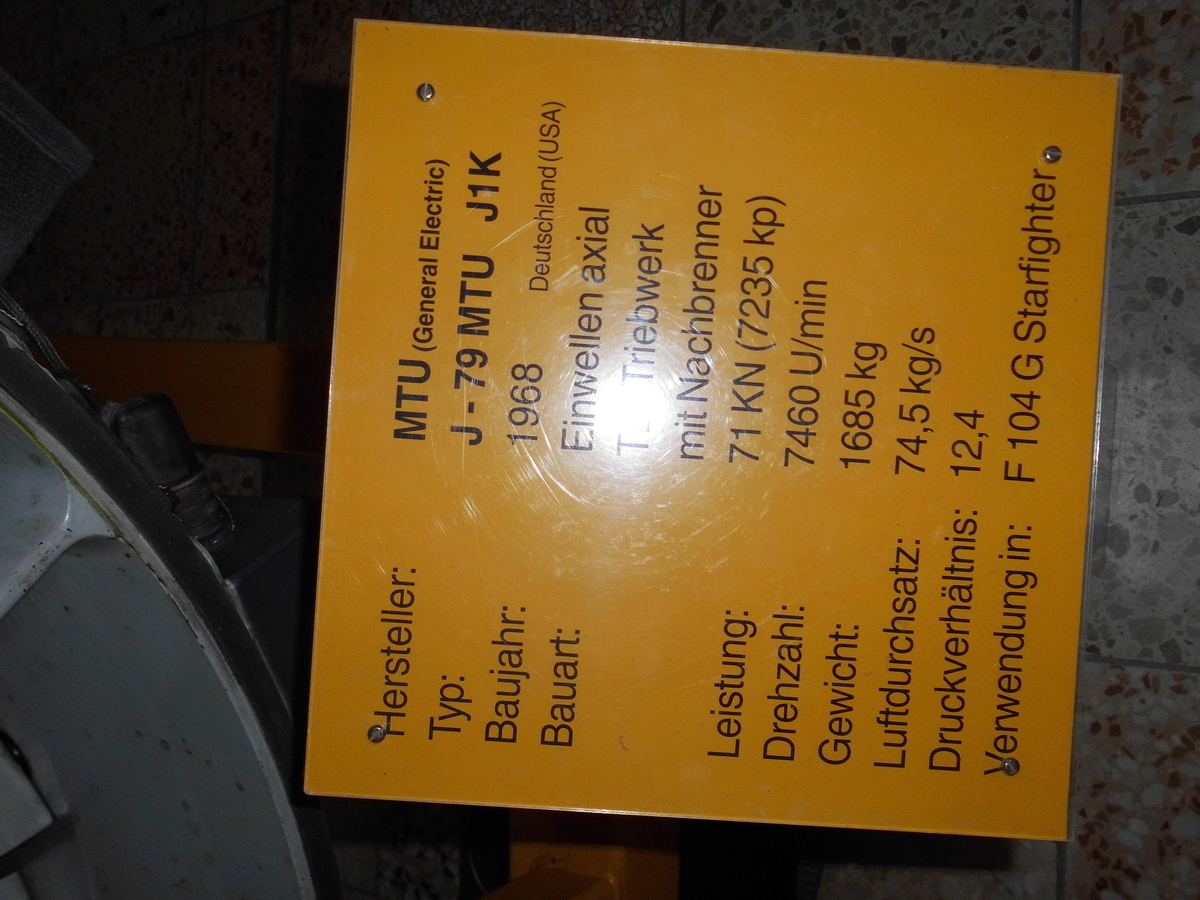 Hersteller: MTU (General Electric)
Typ: J - 79 MTU J1K
Baujahr: 1968 Deutschland (USA)
Bauart: Einwellen axial
TL Triebwerk
mit Nachbrenner
Leistung: 71 KN (7235 kp)
Drehzahl: 7460 U/min
Gewicht: 1685 kg
Luftdurchsatz: 74,5 kg/s
Druckverhältnis: 12,4
Verwendung in: F 104 G Starfighter